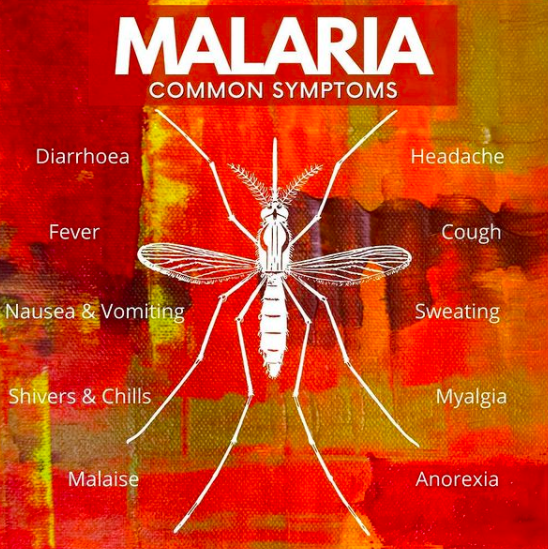 MALARIA
COMMON SYMPTOMS
Diarrhoea
Headache
Fever
Cough
Nausea & Vomiting
Sweating
Shivers & Chills
Myalgia
Malaise
Anorexia